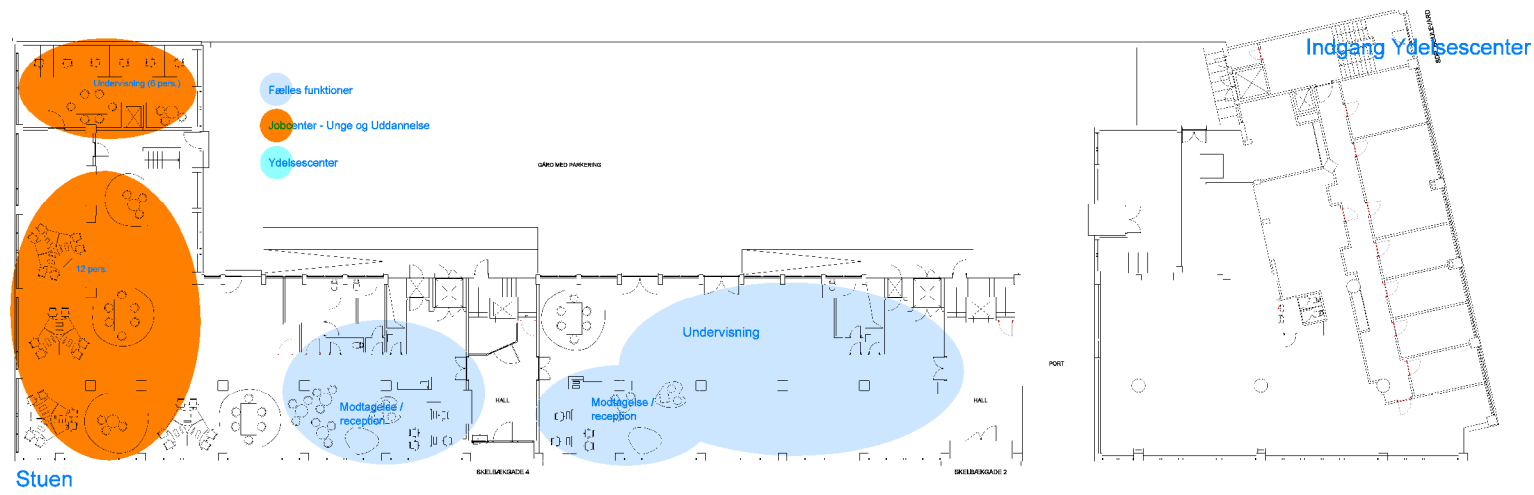 Indgang Ydelsescenter
Undervisning (6 pers.)
Fælles funktioner
Jobcenter - Unge og Uddannelse
Ydelsescenter
GÅRD MED PARKERING
12 pers.
Undervisning
PORT
Modtagelse /
reception
HALL
Modtagelse /
reception
HALL
SKELBÆKGADE 4
SKELBÆKGADE 2
Stuen